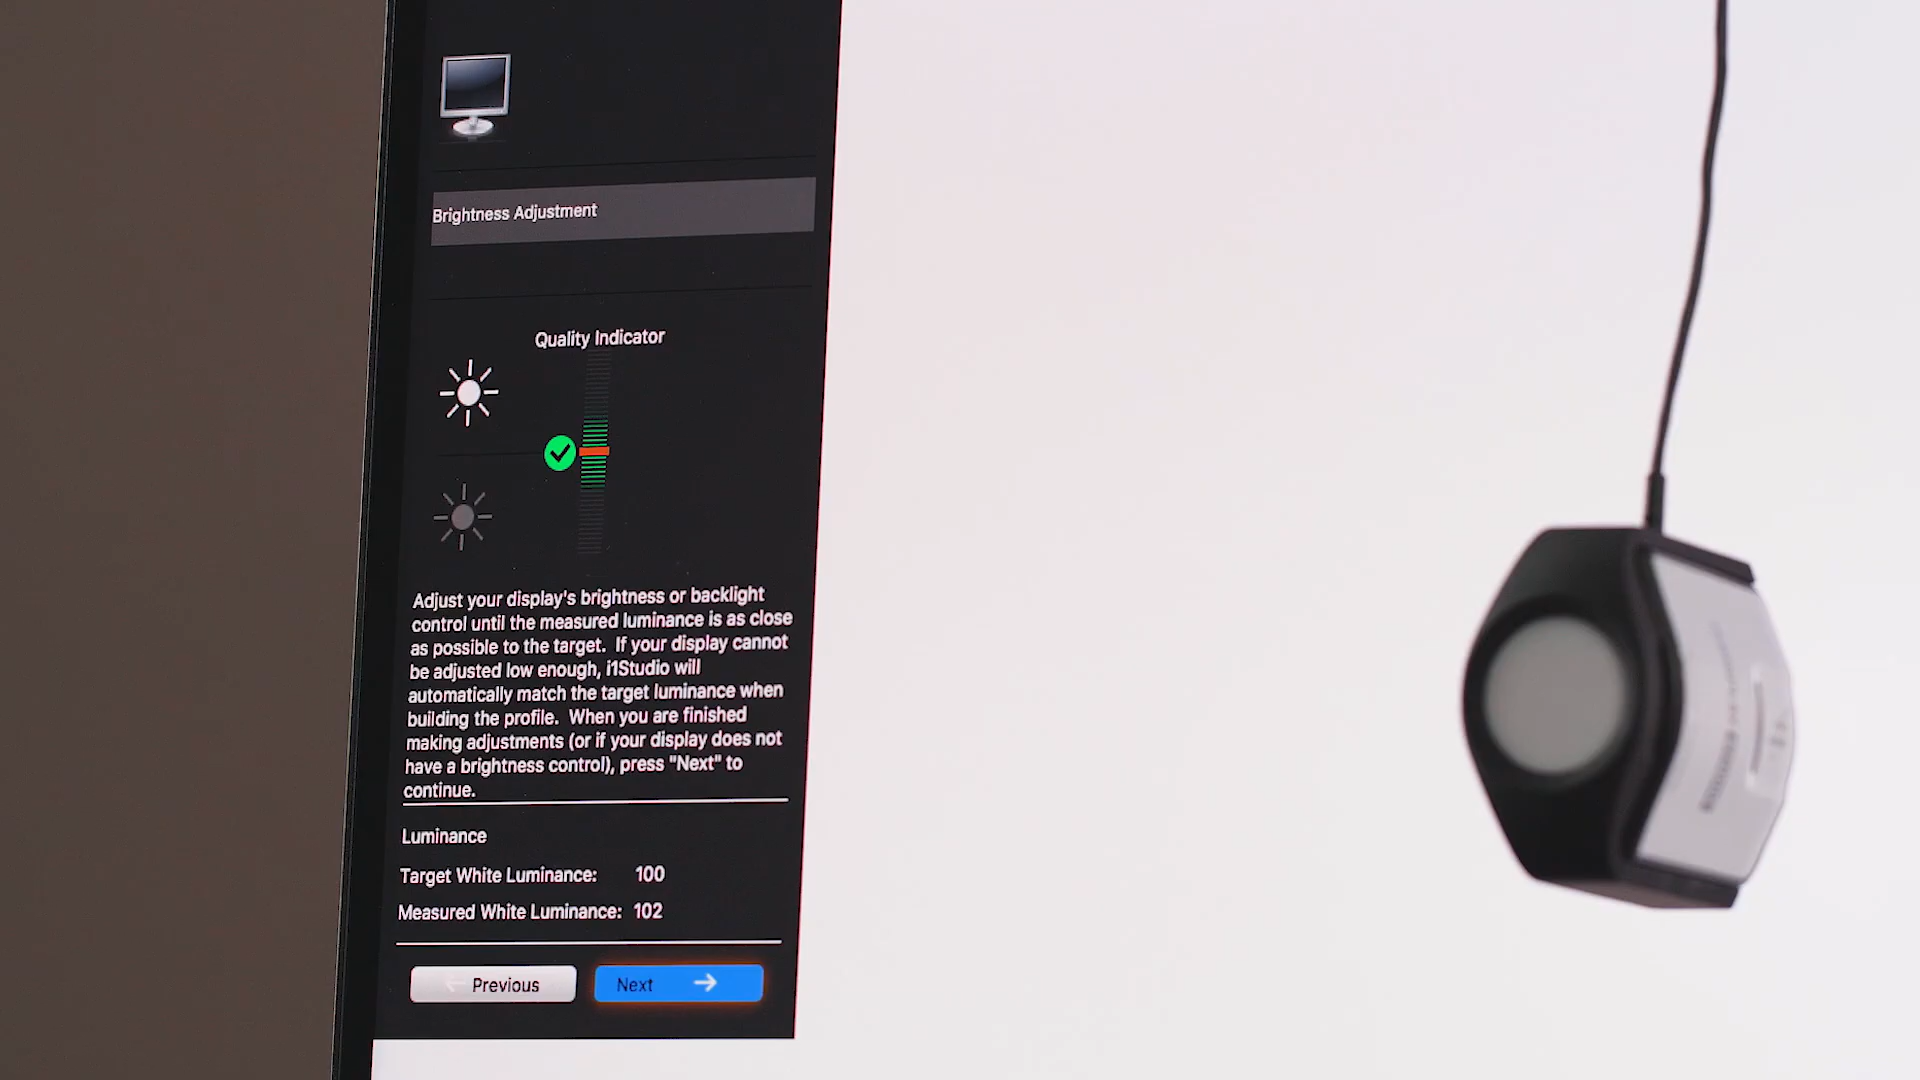 Brightness Adjustment
Quality Indicator
Adjust your display's brightness or backlight
control until the measured luminance is as close
as possible to the target.  If your display cannot
be adjusted low enough, i1Studio will
automatically match the target luminance when
building the profile.  When you are finished
making adjustments (or if your display does not
have a brightness control), press "Next" to
continue.
Luminance
Target White Luminance: 100
Measured White Luminance: 102
Previous
Next